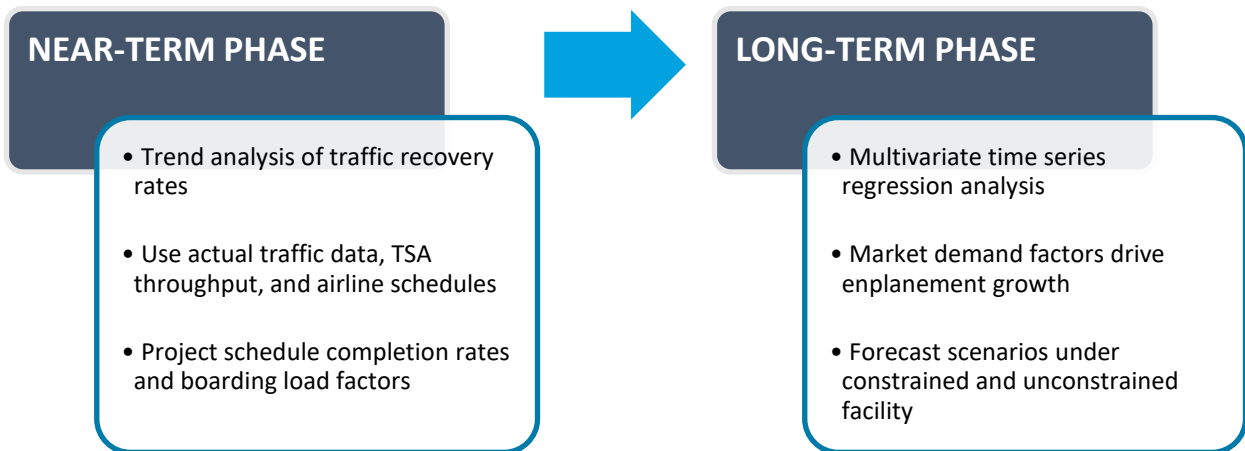 NEAR-TERM PHASE
• Trend analysis of traffic recovery
rates
• Use actual traffic data, TSA
throughput, and airline schedules
• Project schedule completion rates
and boarding load factors
LONG-TERM PHASE
• Multivariate time series
regression analysis
• Market demand factors drive
enplanement growth
• Forecast scenarios under
constrained and unconstrained
facility